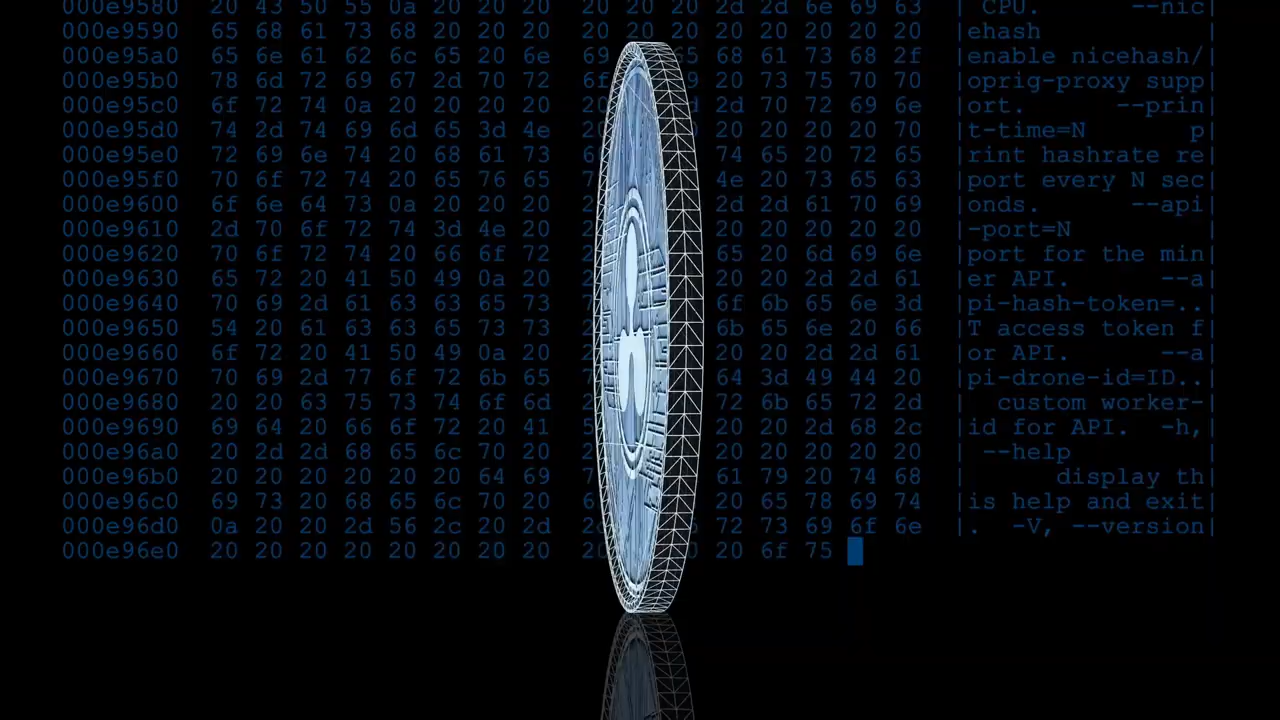 000e9580 20 43 50 55 0a 20 20 20 20 20 20 2d 2d 6e 69 63 | CPU. --nic|
000e9590 65 68 61 73 68 20 20 20 20 20 20 20 20 20 |ehash |
000e95a0 65 6e 61 62 6c 65 20 6e 69 65 68 61 73 68 2f |enable nicehash/|
000e95b0 78 6d 72 69 67 2d 70 72 20 73 75 70 70 |oprig-proxy supp|
000e95c0 6f 72 74 0a 20 20 20 20 20 2d 70 72 69 6e |ort. --prin|
000e95d0 74 2d 74 69 6d 65 3d 4e 20 20 20 20 20 70 |t-time=N p|
000e95e0 72 69 6e 74 20 68 61 73 74 65 20 72 65 |rint hashrate re|
000e95f0 70 6f 72 74 20 65 76 65 4e 20 73 65 63 |port every N sec|
000e9600 6f 6e 64 73 0a 20 20 20 2d 2d 61 70 69 |onds. --api|
000e9610 2d 70 6f 72 74 3d 4e 20 20 20 20 20 20 |-port=N |
000e9620 70 6f 72 74 20 66 6f 72 65 20 6d 69 6e |port for the min|
000e9630 65 72 20 41 50 49 0a 20 20 20 2d 2d 61 |er API. --a|
000e9640 70 69 2d 61 63 63 65 73 6f 6b 65 6e 3d |pi-hash-token=..|
000e9650 54 20 61 63 63 65 73 73 6b 65 6e 20 66 |T access token f|
000e9660 6f 72 20 41 50 49 0a 20 20 20 2d 2d 61 |or API. --a|
000e9670 70 69 2d 77 6f 72 6b 65 64 3d 49 44 20 |pi-drone-id=ID..|
000e9680 20 20 63 75 73 74 6f 6d 72 6b 65 72 2d | custom worker-|
000e9690 69 64 20 66 6f 72 20 41 20 20 2d 68 2c |id for API. -h,|
000e96a0 20 2d 2d 68 65 6c 70 20 20 20 20 20 20 | --help |
000e96b0 20 20 20 20 20 20 64 69 61 79 20 74 68 | display th|
000e96c0 69 73 20 68 65 6c 70 20 20 65 78 69 74 |is help and exit|
000e96d0 0a 20 20 2d 56 2c 20 2d 72 73 69 6f 6e |. -V, --version|
000e96e0 20 20 20 20 20 20 20 20 20 20 6f 75